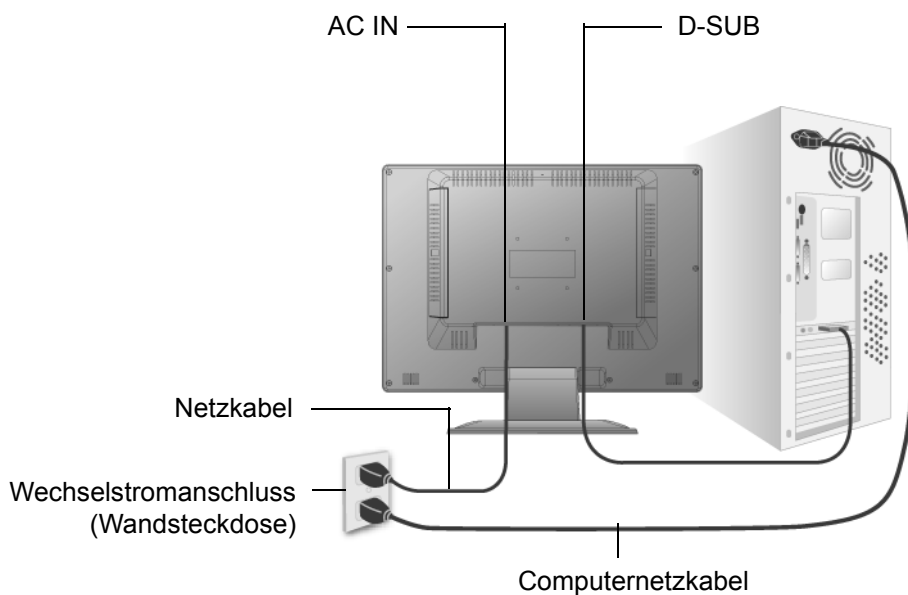 AC IN
D-SUB
Netzkabel
Wechselstromanschluss
(Wandsteckdose)
Computernetzkabel